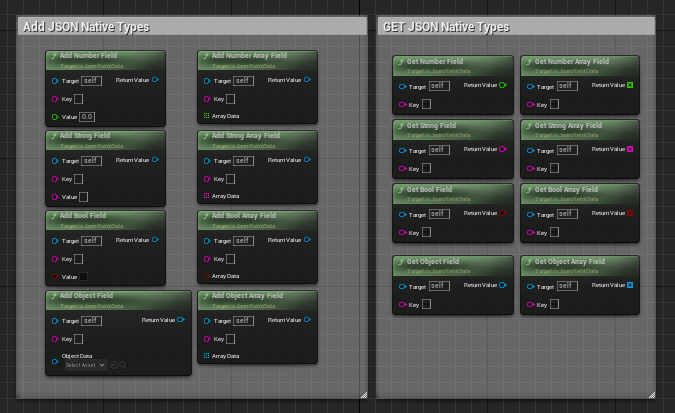 Add JSON Native Types
Add Number Field
Target is Json Field Data
Target self Return Value
Key
Value 0.0
Add Number Array Field
Target is Json Field Data
Target self Return Value
Key
Array Data
Add String Field
Target is Json Field Data
Target self Return Value
Key
Value
Add String Array Field
Target is Json Field Data
Target self Return Value
Key
Array Data
Add Bool Field
Target is Json Field Data
Target self Return Value
Key
Value
Add Bool Array Field
Target is Json Field Data
Target self Return Value
Key
Array Data
Add Object Field
Target is Json Field Data
Target self Return Value
Key
Object Data
Select Asset
Add Object Array Field
Target is Json Field Data
Target self Return Value
Key
Array Data
GET JSON Native Types
Get Number Field
Target is Json Field Data
Target self Return Value
Key
Get Number Array Field
Target is Json Field Data
Target self Return Value
Key
Get String Field
Target is Json Field Data
Target self Return Value
Key
Get String Array Field
Target is Json Field Data
Target self Return Value
Key
Get Bool Field
Target is Json Field Data
Target self Return Value
Key
Get Bool Array Field
Target is Json Field Data
Target self Return Value
Key
Get Object Field
Target is Json Field Data
Target self Return Value
Key
Get Object Array Field
Target is Json Field Data
Target self Return Value
Key